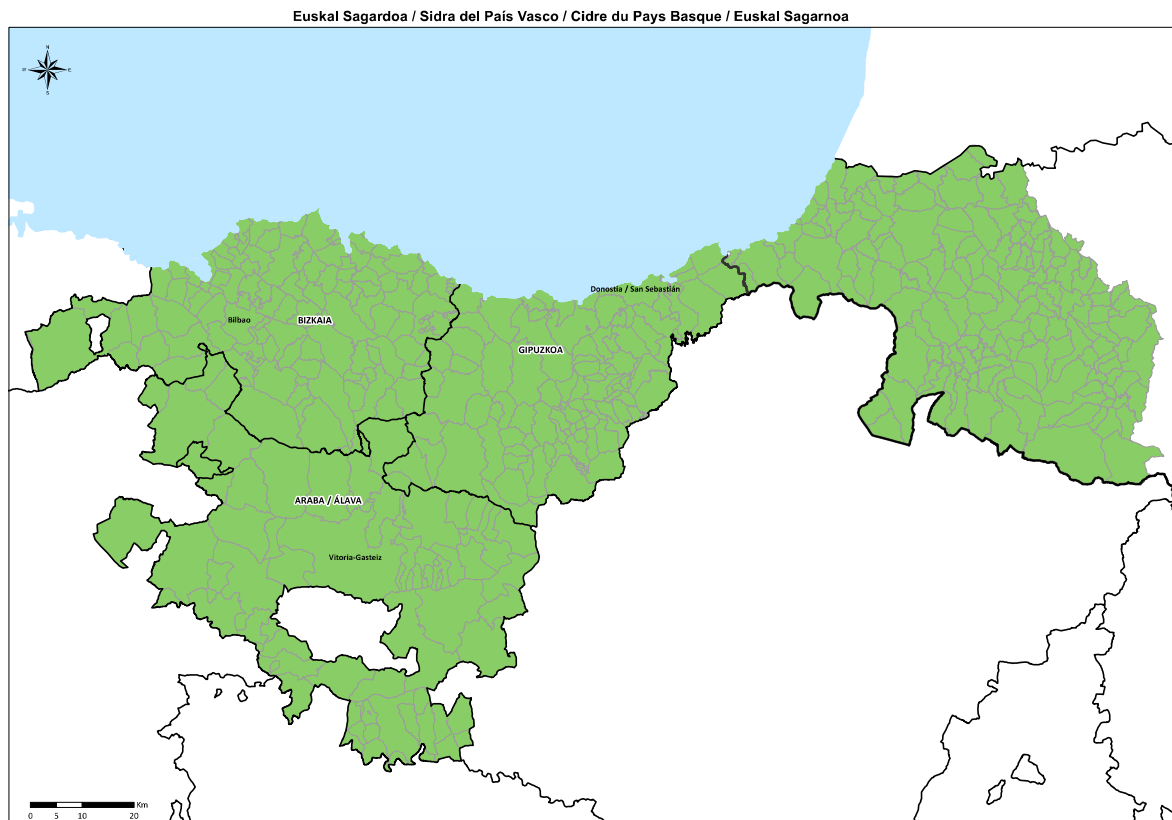 Euskal Sagardoa / Sidra del País Vasco / Cidre du Pays Basque / Euskal Sagarnoa
N
E
S
Donostia / San Sebastián
Bilbao
BIZKAIA
GIPUZKOA
ARABA / ÁLAVA
Vitoria-Gasteiz
Km
0 5 10 20